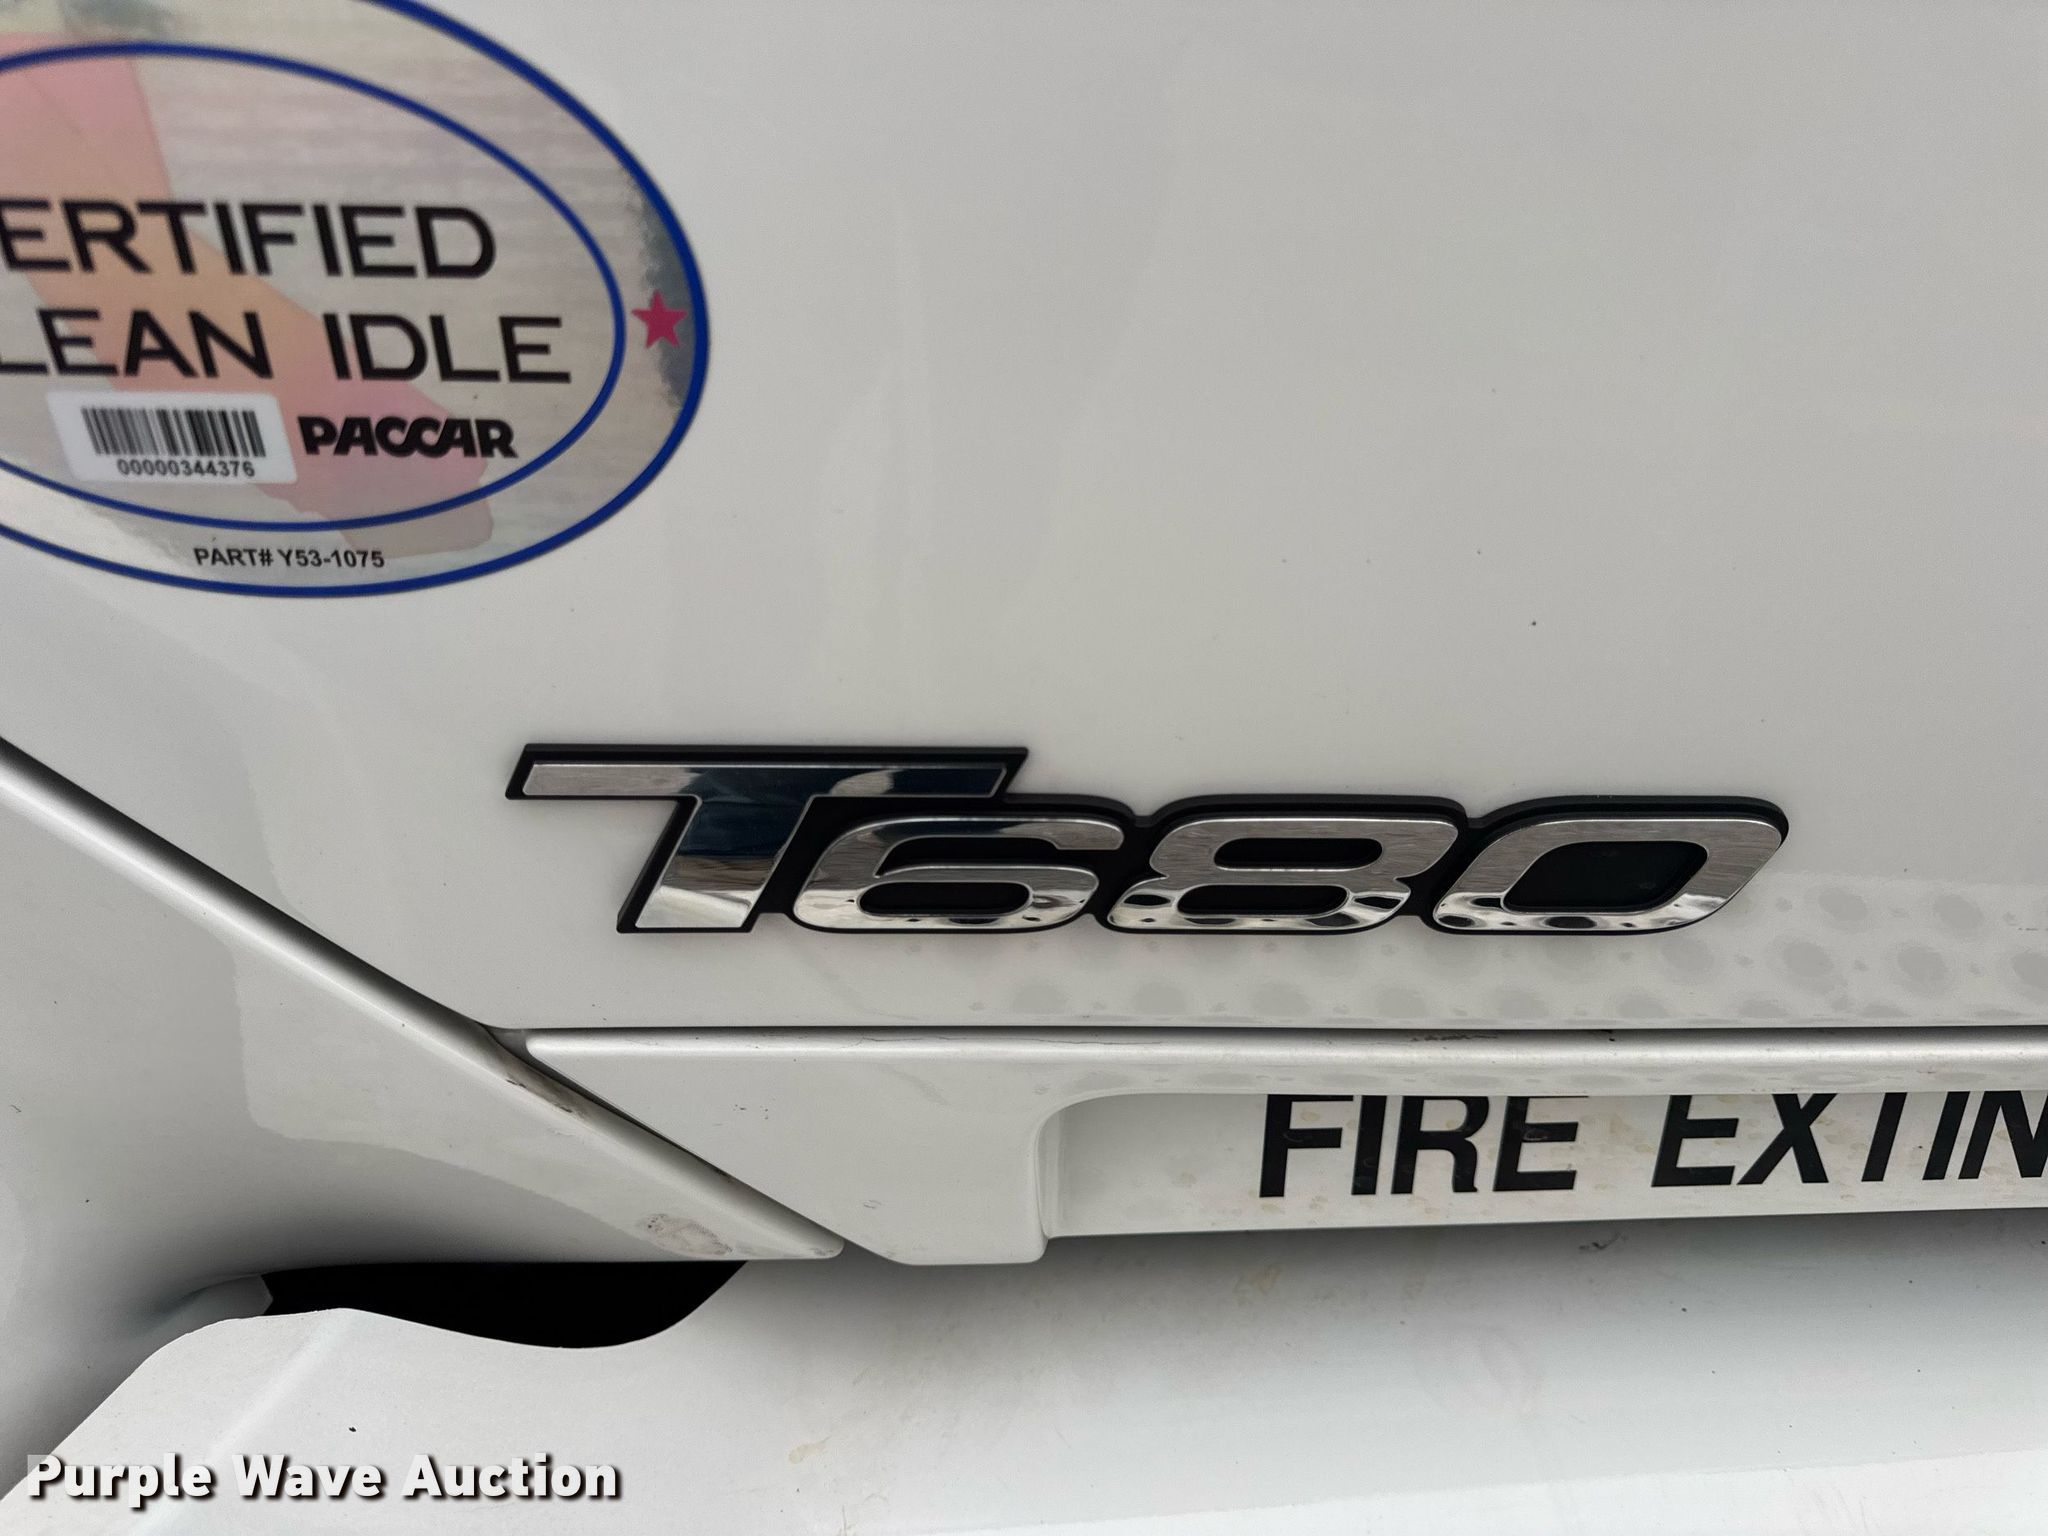 ERTIFIED
LEAN IDLE
00000344376
PACCAR
PART# Y53-1075
T680
FIRE EXTIN
Purple Wave Auction